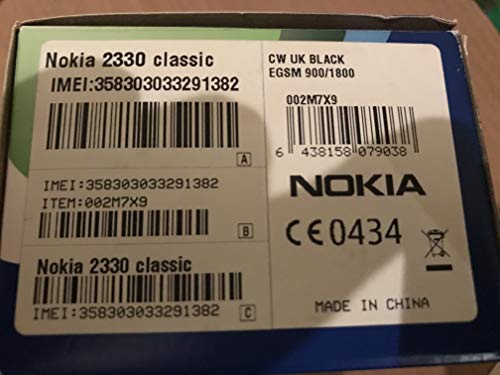 Nokia 2330 classic
IMEI:358303033291382
A
IMEI:358303033291382
ITEM:002M7X9
B
Nokia 2330 classic
IMEI:358303033291382
C
CW UK BLACK
EGSM 900/1800
002M7X9
6 438158 079038
NOKIA
CE0434
MADE IN CHINA